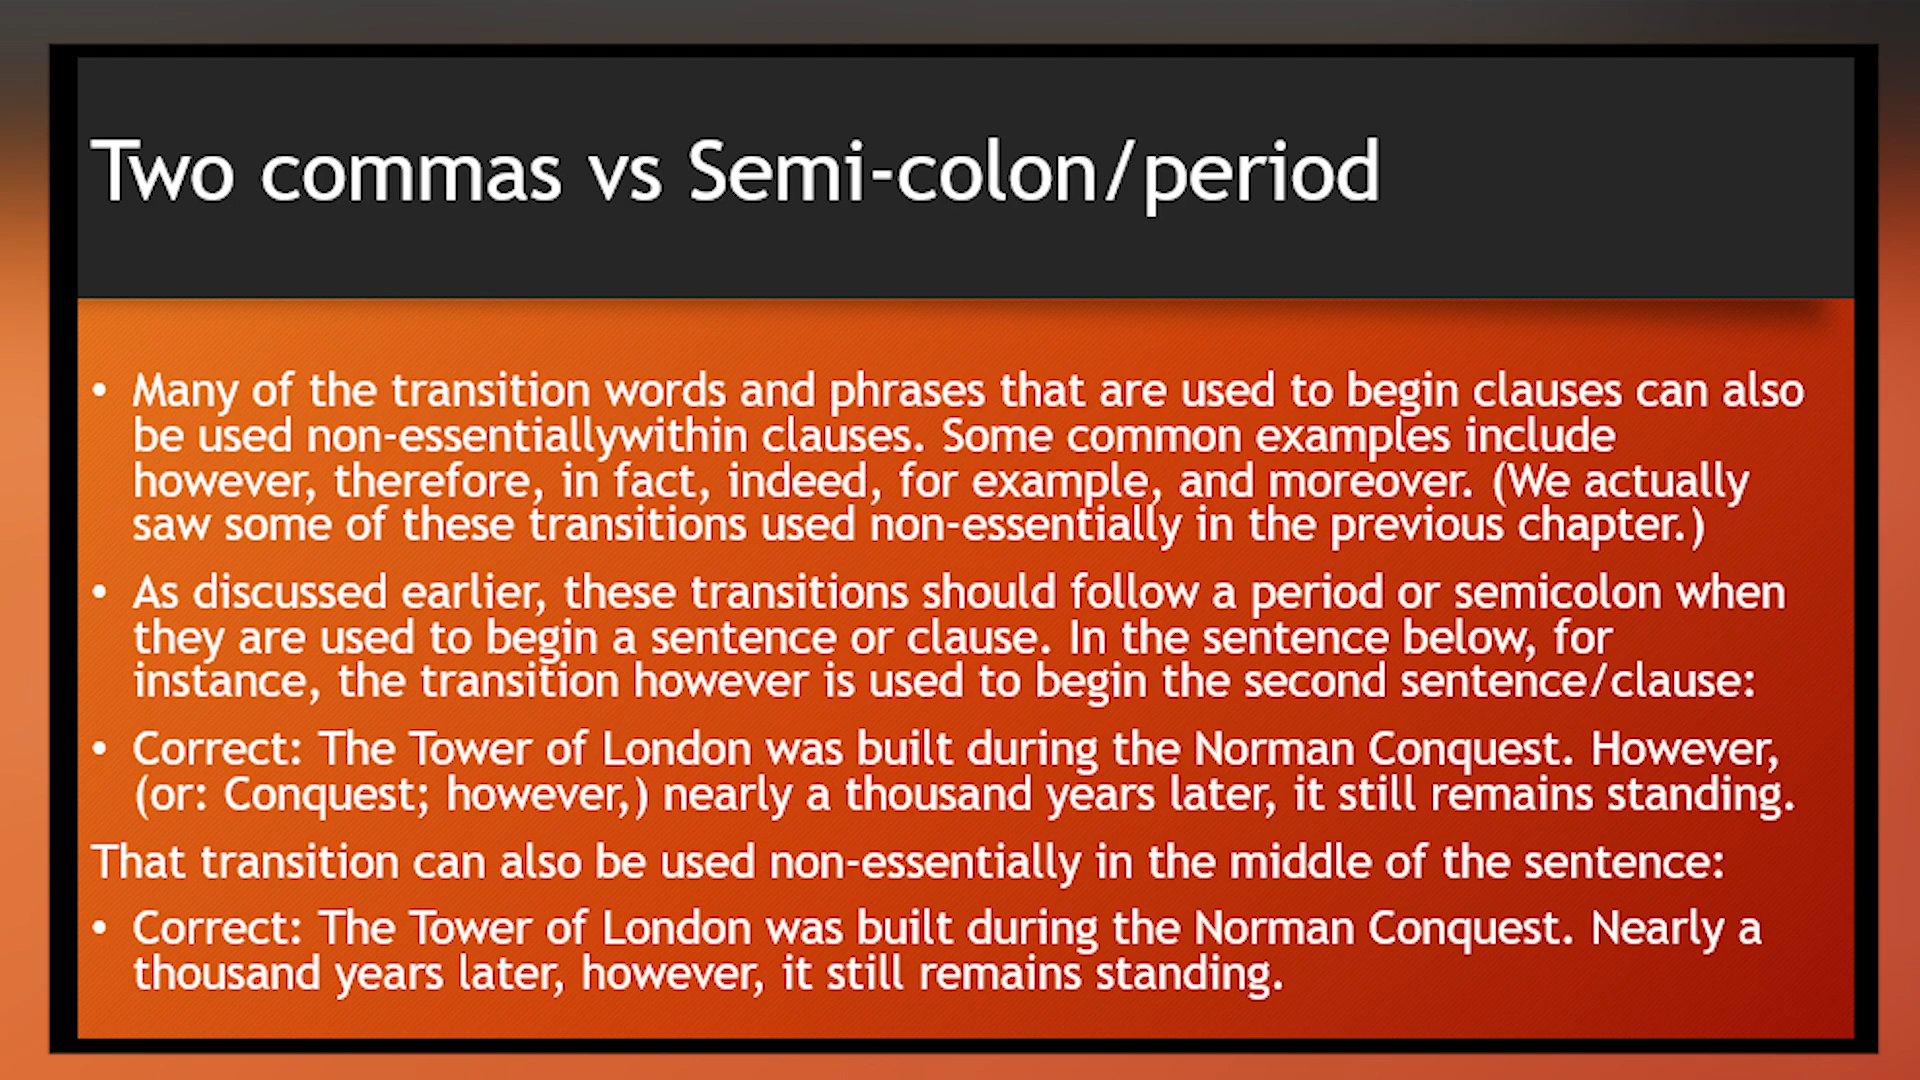 Two commas vs Semi-colon/period
• Many of the transition words and phrases that are used to begin clauses can also
be used non-essentiallywithin clauses. Some common examples include
however, therefore, in fact, indeed, for example, and moreover. (We actually
saw some of these transitions used non-essentially in the previous chapter.)
• As discussed earlier, these transitions should follow a period or semicolon when
they are used to begin a sentence or clause. In the sentence below, for
instance, the transition however is used to begin the second sentence/clause:
• Correct: The Tower of London was built during the Norman Conquest. However,
(or: Conquest; however,) nearly a thousand years later, it still remains standing.
That transition can also be used non-essentially in the middle of the sentence:
• Correct: The Tower of London was built during the Norman Conquest. Nearly a
thousand years later, however, it still remains standing.